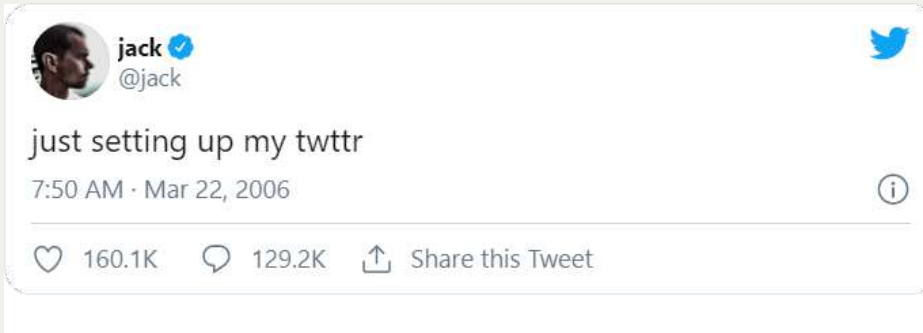 jack
@jack
just setting up my twttr
7:50 AM · Mar 22, 2006
160.1K 129.2K Share this Tweet